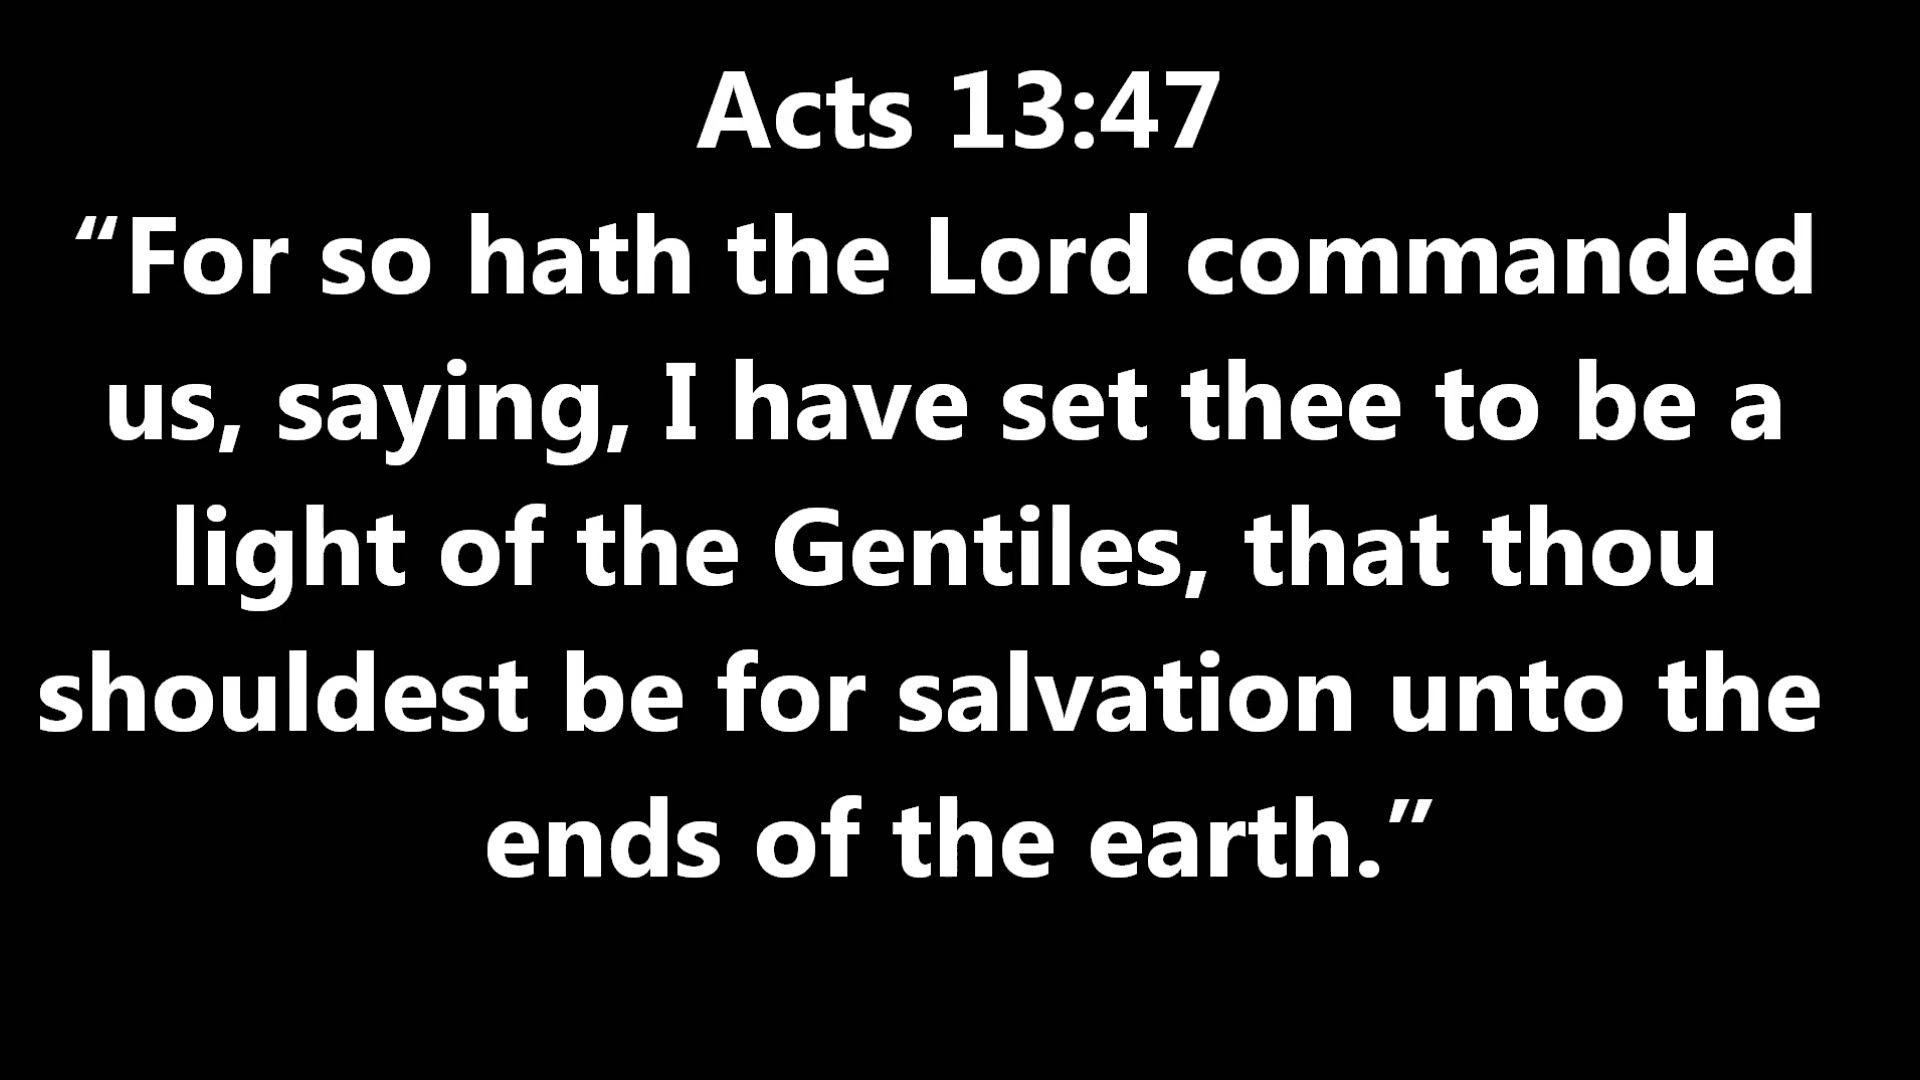 Acts 13:47
“For so hath the Lord commanded
us, saying, I have set thee to be a
light of the Gentiles, that thou
shouldest be for salvation unto the
ends of the earth.”